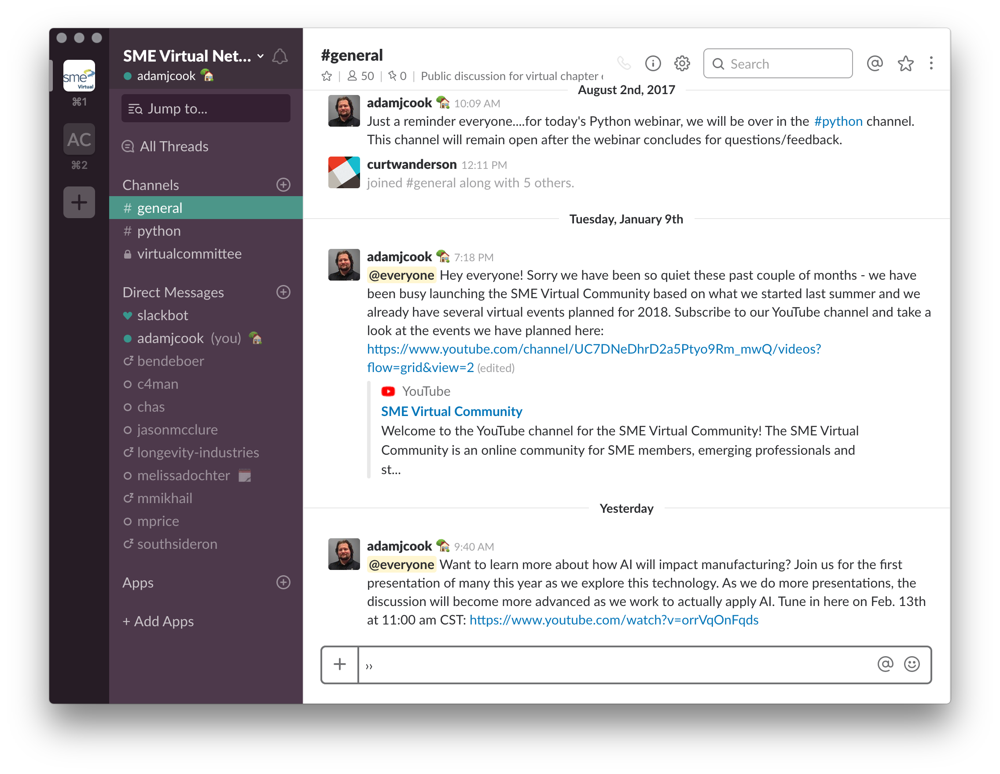 sme
Virtual
⌘1
AC
⌘2
SME Virtual Net...
adamjcook
Jump to...
All Threads
Channels
# general
# python
virtualcommittee
Direct Messages
slackbot
adamjcook (you)
bendeboer
c4man
chas
jasonmcclure
longevity-industries
melissadochter
mmikhail
mprice
southsideron
Apps
+ Add Apps
#general
50 | 0 | Public discussion for virtual chapter
Search
August 2nd, 2017
adamjcook 10:09 AM
Just a reminder everyone....for today's Python webinar, we will be over in the #python channel.
This channel will remain open after the webinar concludes for questions/feedback.
curtwanderson 12:11 PM
joined #general along with 5 others.
Tuesday, January 9th
adamjcook 7:18 PM
@everyone Hey everyone! Sorry we have been so quiet these past couple of months - we have
been busy launching the SME Virtual Community based on what we started last summer and we
already have several virtual events planned for 2018. Subscribe to our YouTube channel and take a
look at the events we have planned here:
https://www.youtube.com/channel/UC7DNeDhrD2a5Ptyo9Rm_mwQ/videos?
flow=grid&view=2 (edited)
YouTube
SME Virtual Community
Welcome to the YouTube channel for the SME Virtual Community! The SME Virtual
Community is an online community for SME members, emerging professionals and
st...
Yesterday
adamjcook 9:40 AM
@everyone Want to learn more about how AI will impact manufacturing? Join us for the first
presentation of many this year as we explore this technology. As we do more presentations, the
discussion will become more advanced as we work to actually apply AI. Tune in here on Feb. 13th
at 11:00 am CST: https://www.youtube.com/watch?v=orrVqOnFqds
››